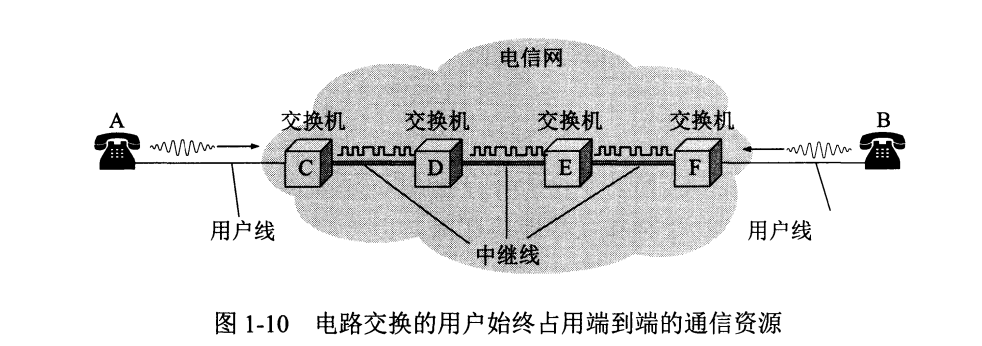 电信网
A
交换机 交换机 交换机 交换机
B
C D E F
用户线
中继线
用户线
图 1-10 电路交换的用户始终占用端到端的通信资源